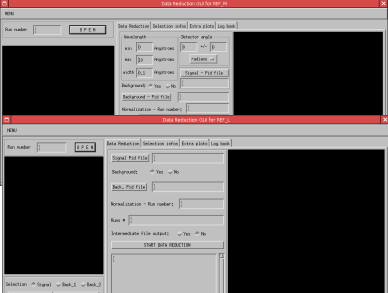 Data Reduction GUI for REF_M
MENU
Run number
O P E N
Data Reduction Selection infos Extra plots Log book
Wavelength
min: 0 Angstroms
max 10 Angstroms
width 0.1 Angstroms
Detector angle
0 +/- 0
radians
Signal - Pid file
Background: Yes No
Background - Pid file
Normalization - Run number:
Data Reduction GUI for REF_L
MENU
Run number
O P E N
Data Reduction Selection infos Extra plots Log book
Signal Pid file
Background: Yes No
Back. Pid file
Normalization - Run number:
Runs #
Intermediate file output: Yes No
START DATA REDUCTION
Selection Signal Back_1 Back_2